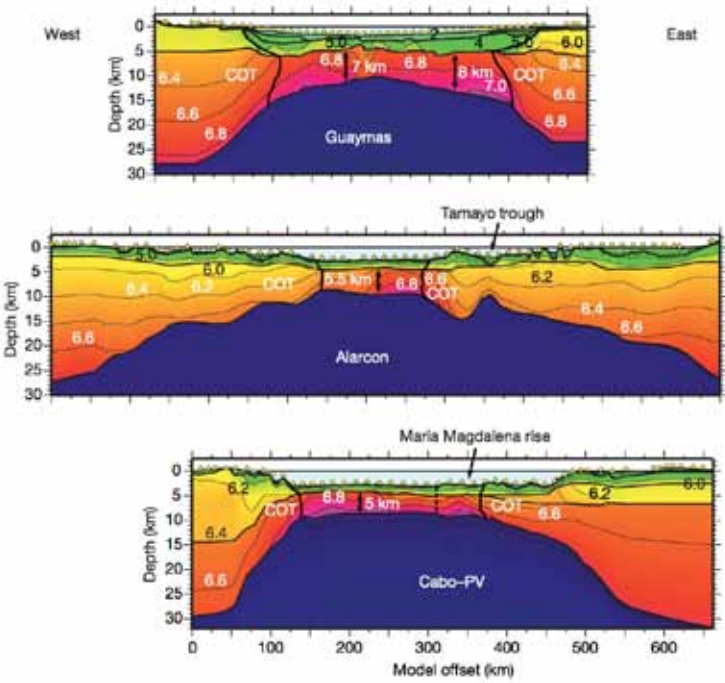 West
East
0
5
10
15
20
25
30
Depth (km)
5.0
2
4
5.0
6.0
6.4
COT
6.8
7 km
6.8
8 km
7.0
COT
6.4
6.6
6.6
6.8
6.8
Guaymas
Tamayo trough
0
5
10
15
20
25
30
Depth (km)
5.0
6.0
6.4
6.2
COT
5.5 km
6.8
6.6
COT
6.2
6.4
6.6
6.6
Alarcon
Maria Magdalena rise
0
5
10
15
20
25
30
Depth (km)
6.2
COT
6.8
5 km
COT
6.2
6.0
6.4
6.6
6.6
Cabo–PV
0
100
200
300
400
500
600
Model offset (km)